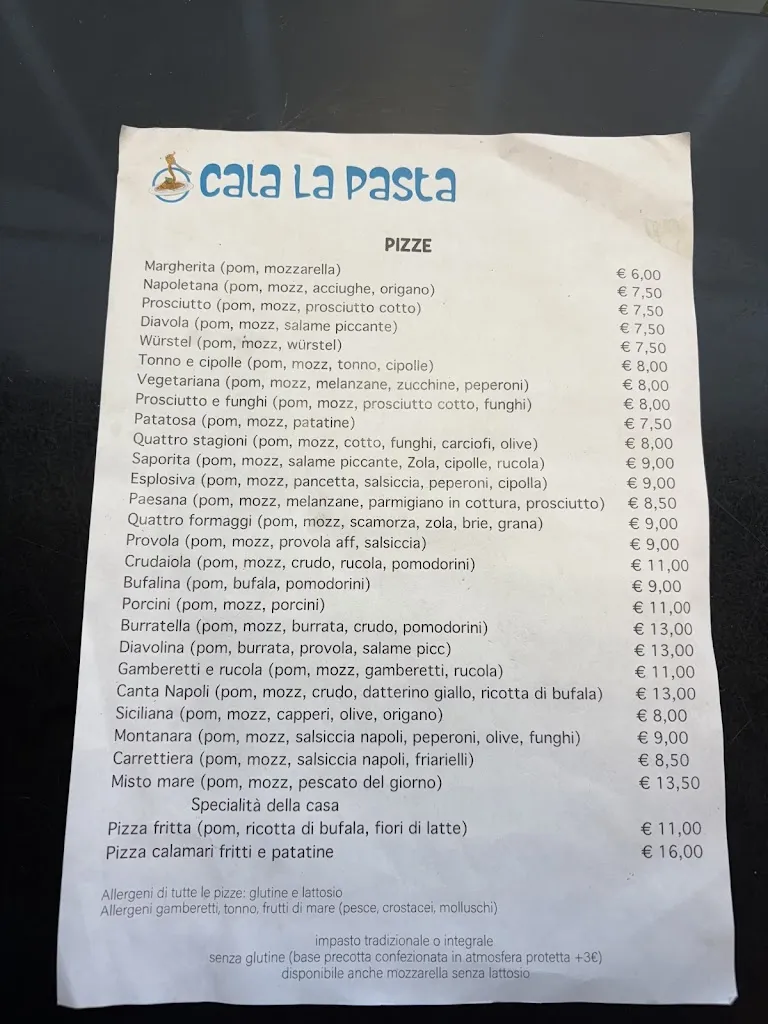 Cala La Pasta
PIZZE
Margherita (pom, mozzarella) € 6,00
Napoletana (pom, mozz, acciughe, origano) € 7,50
Prosciutto (pom, mozz, prosciutto cotto) € 7,50
Diavola (pom, mozz, salame piccante) € 7,50
Würstel (pom, mozz, würstel) € 7,50
Tonno e cipolle (pom, mozz, tonno, cipolle) € 8,00
Vegetariana (pom, mozz, melanzane, zucchine, peperoni) € 8,00
Prosciutto e funghi (pom, mozz, prosciutto cotto, funghi) € 8,00
Patatosa (pom, mozz, patatine) € 7,50
Quattro stagioni (pom, mozz, cotto, funghi, carciofi, olive) € 8,00
Saporita (pom, mozz, salame piccante, Zola, cipolle, rucola) € 9,00
Esplosiva (pom, mozz, pancetta, salsiccia, peperoni, cipolla) € 9,00
Paesana (pom, mozz, melanzane, parmigiano in cottura, prosciutto) € 8,50
Quattro formaggi (pom, mozz, scamorza, zola, brie, grana) € 9,00
Provola (pom, mozz, provola aff, salsiccia) € 9,00
Crudaiola (pom, mozz, crudo, rucola, pomodorini) € 11,00
Bufalina (pom, bufala, pomodorini) € 9,00
Porcini (pom, mozz, porcini) € 11,00
Burratella (pom, mozz, burrata, crudo, pomodorini) € 13,00
Diavolina (pom, burrata, provola, salame picc) € 13,00
Gamberetti e rucola (pom, mozz, gamberetti, rucola) € 11,00
Canta Napoli (pom, mozz, crudo, datterino giallo, ricotta di bufala) € 13,00
Siciliana (pom, mozz, capperi, olive, origano) € 8,00
Montanara (pom, mozz, salsiccia napoli, peperoni, olive, funghi) € 9,00
Carrettiera (pom, mozz, salsiccia napoli, friarielli) € 8,50
Misto mare (pom, mozz, pescato del giorno) € 13,50
Specialità della casa
Pizza fritta (pom, ricotta di bufala, fiori di latte) € 11,00
Pizza calamari fritti e patatine € 16,00
Allergeni di tutte le pizze: glutine e lattosio
Allergeni gamberetti, tonno, frutti di mare (pesce, crostacei, molluschi)
impasto tradizionale o integrale
senza glutine (base precotta confezionata in atmosfera protetta +3€)
disponibile anche mozzarella senza lattosio